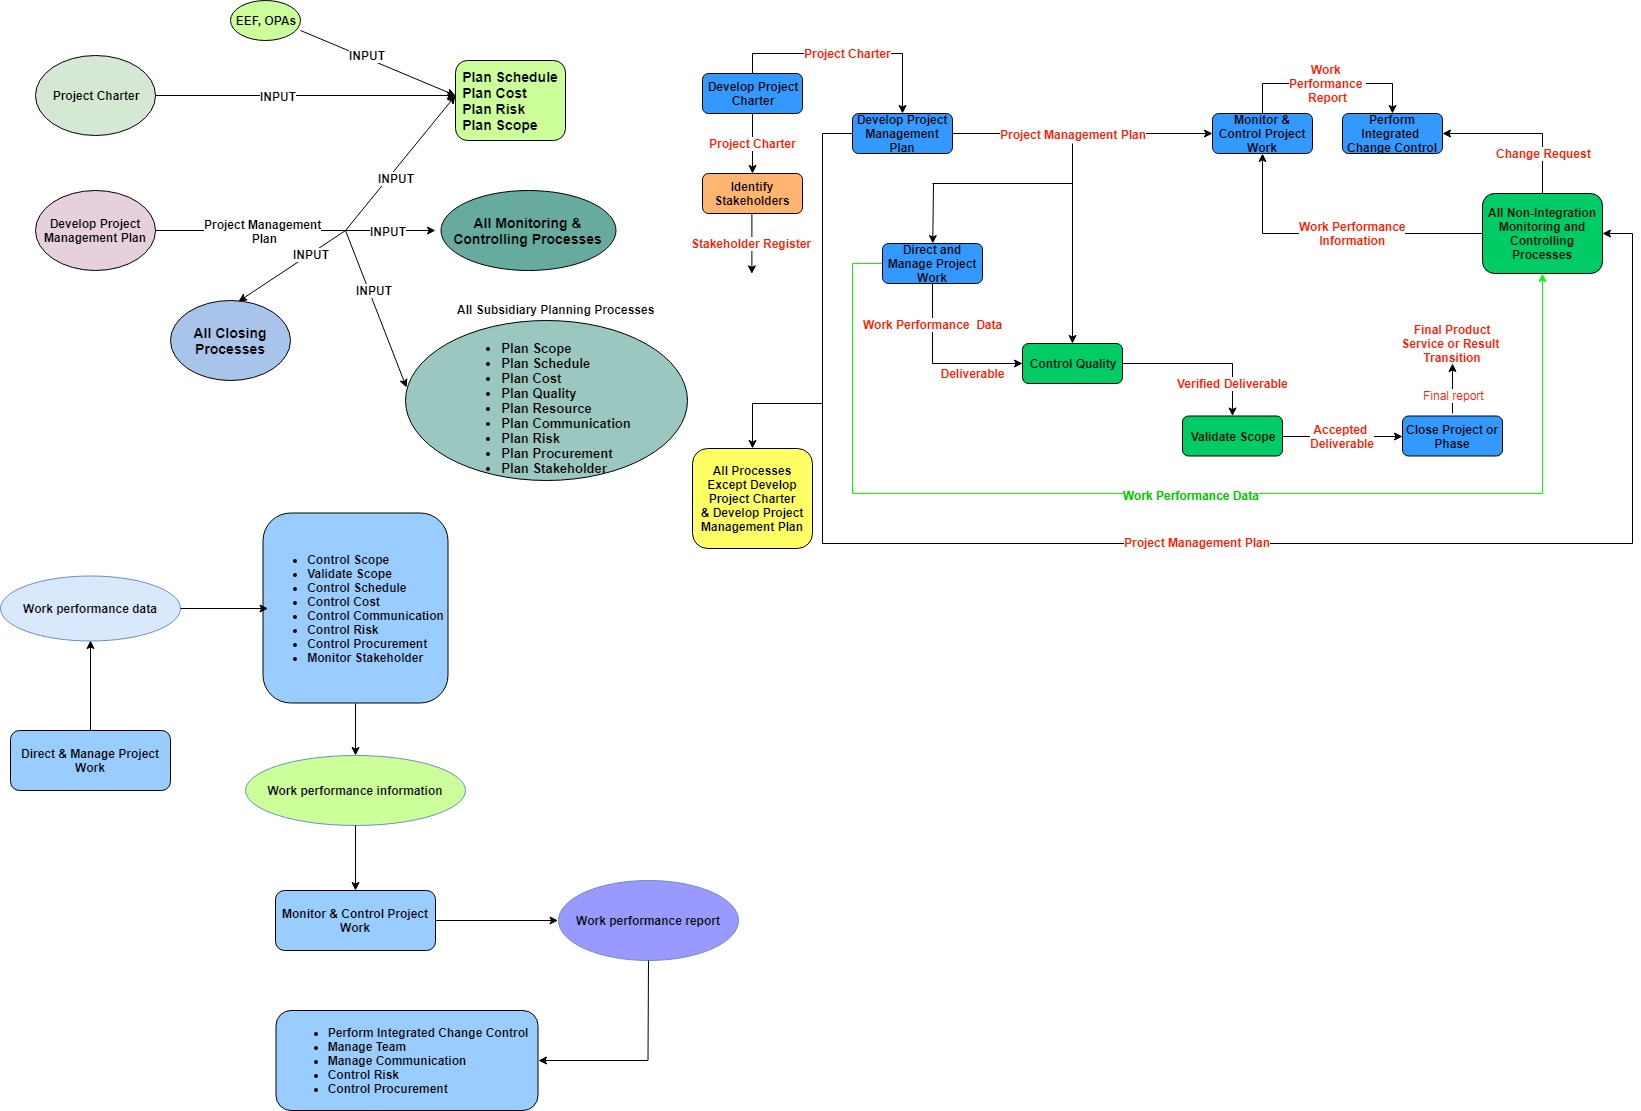 EEF, OPAs
INPUT
Project Charter
INPUT
Plan Schedule
Plan Cost
Plan Risk
Plan Scope
INPUT
Develop Project
Management Plan
Project Management
Plan
INPUT
All Monitoring &
Controlling Processes
INPUT
INPUT
All Closing
Processes
All Subsidiary Planning Processes
• Plan Scope
• Plan Schedule
• Plan Cost
• Plan Quality
• Plan Resource
• Plan Communication
• Plan Risk
• Plan Procurement
• Plan Stakeholder
Project Charter
Develop Project
Charter
Project Charter
Identify
Stakeholders
Stakeholder Register
Develop Project
Management
Plan
Project Management Plan
Monitor &
Control Project
Work
Work
Performance
Report
Perform
Integrated
Change Control
Change Request
All Non-Integration
Monitoring and
Controlling
Processes
Work Performance
Information
Direct and
Manage Project
Work
Work Performance  Data
Deliverable
Control Quality
Verified Deliverable
Validate Scope
Accepted
Deliverable
Close Project or
Phase
Final report
Final Product
Service or Result
Transition
All Processes
Except Develop
Project Charter
& Develop Project
Management Plan
Work Performance Data
Project Management Plan
Work performance data
Direct & Manage Project
Work
• Control Scope
• Validate Scope
• Control Schedule
• Control Cost
• Control Communication
• Control Risk
• Control Procurement
• Monitor Stakeholder
Work performance information
Monitor & Control Project
Work
Work performance report
• Perform Integrated Change Control
• Manage Team
• Manage Communication
• Control Risk
• Control Procurement